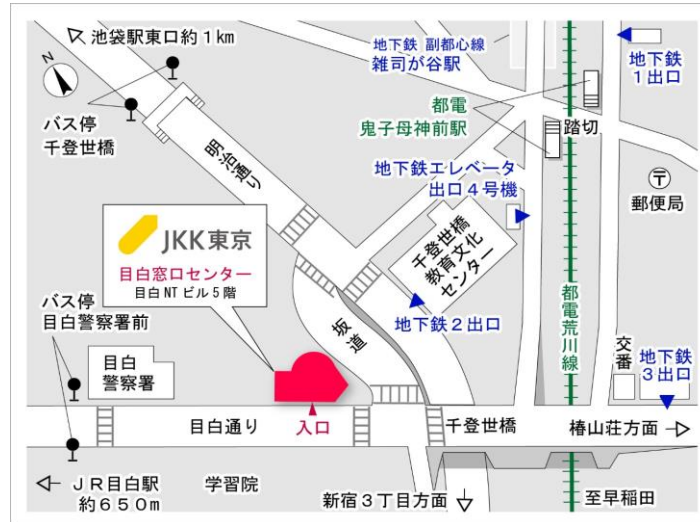 池袋駅東口約１km
N
バス停
千登世橋
明治通り
地下鉄 副都心線
雑司が谷駅
地下鉄
１出口
都電
鬼子母神前駅
踏切
地下鉄エレベータ
出口４号機
〒
郵便局
JKK東京
目白窓口センター
目白NTビル５階
千登世橋
教育文化
センター
バス停
目白警察署前
坂道
地下鉄２出口
都電荒川線
目白
警察署
交番
地下鉄
３出口
目白通り
入口
千登世橋
椿山荘方面
ＪＲ目白駅
約６５０ｍ
学習院
新宿３丁目方面
至早稲田